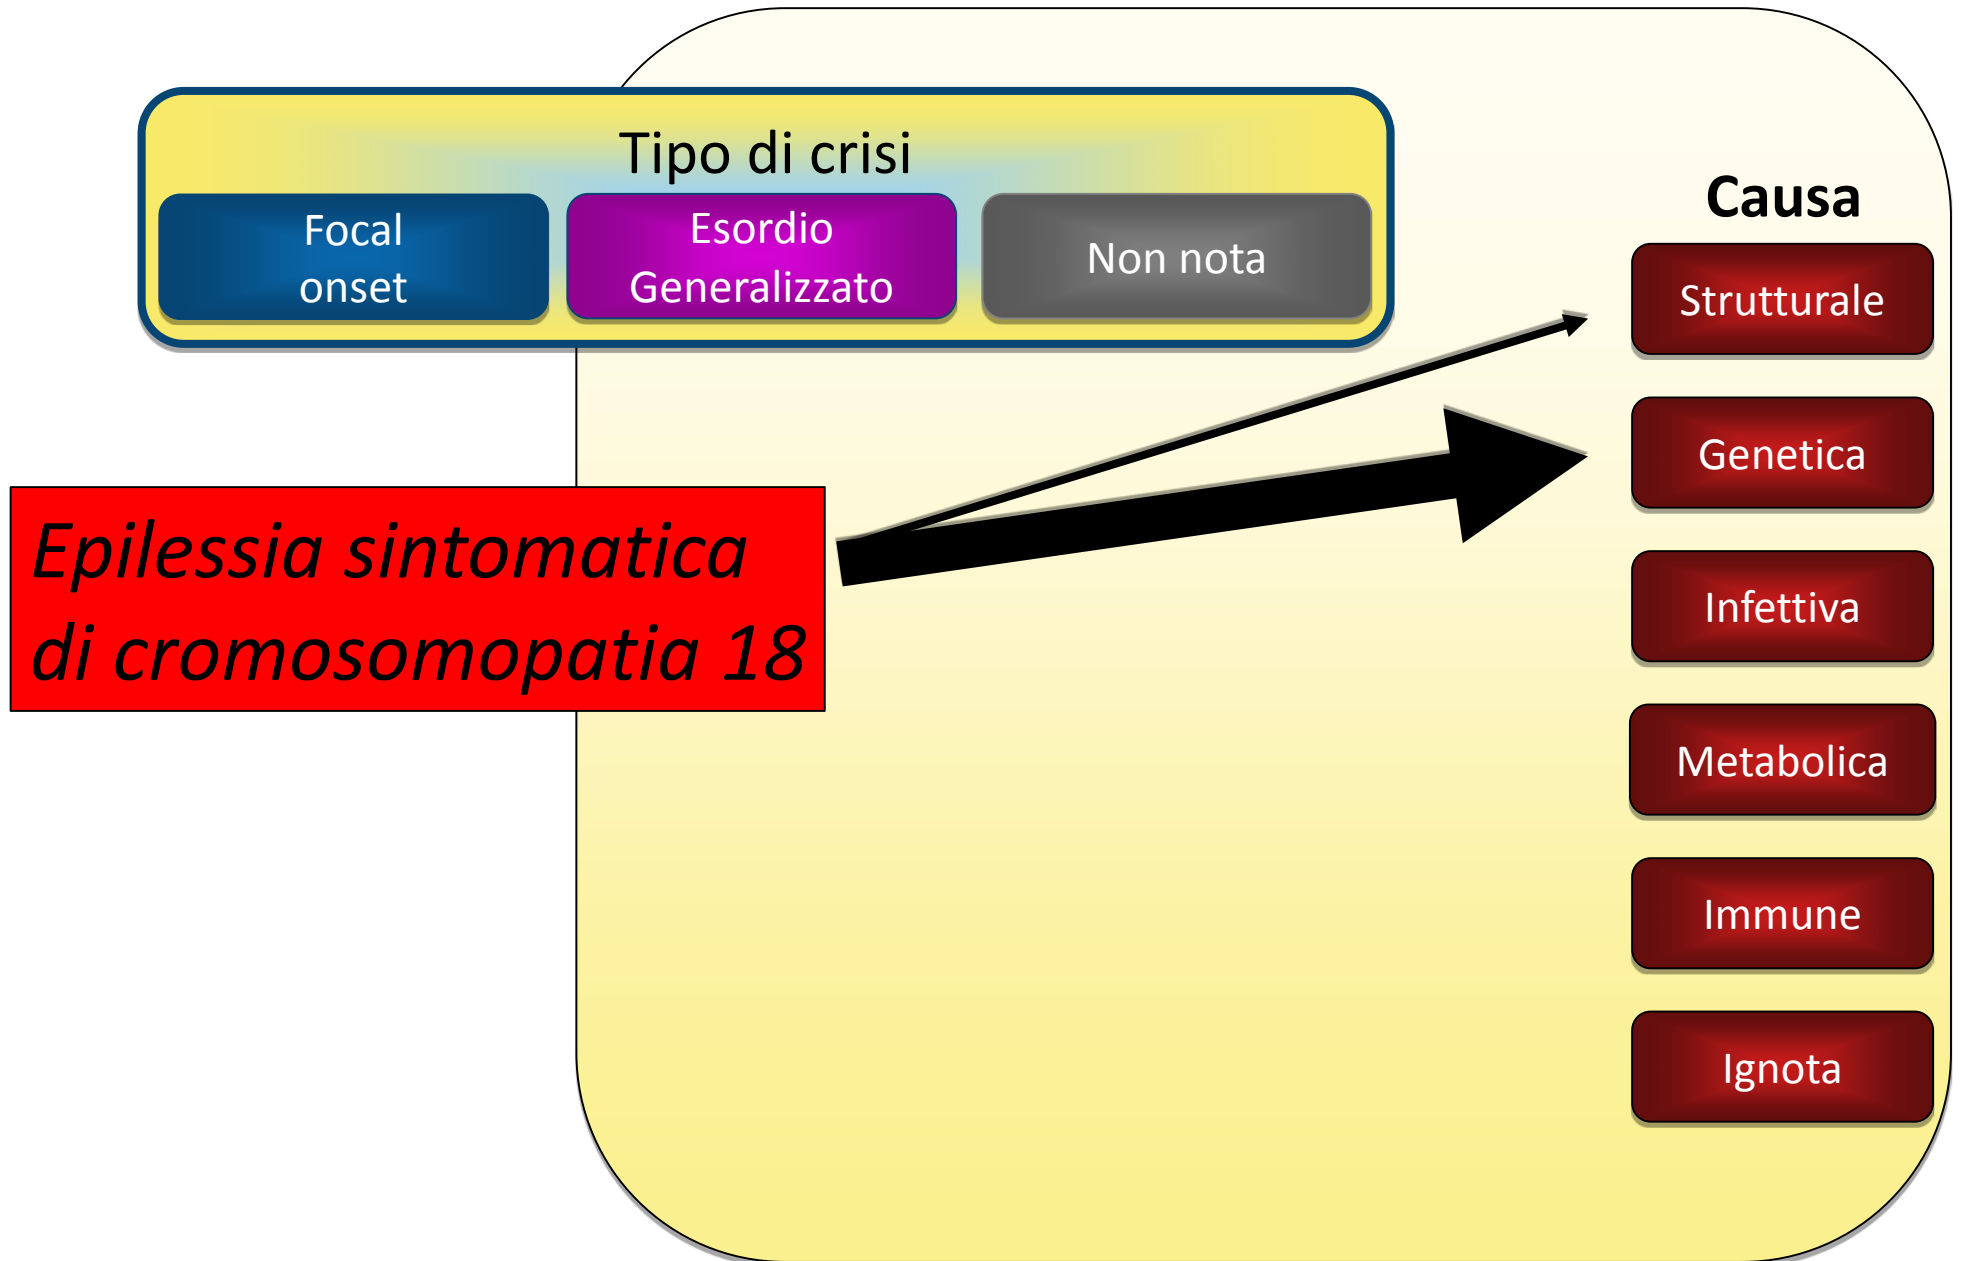 Tipo di crisi
Focal
onset
Esordio
Generalizzato
Non nota
Causa
Strutturale
Genetica
Infettiva
Metabolica
Immune
Ignota
Epilessia sintomatica
di cromosomopatia 18